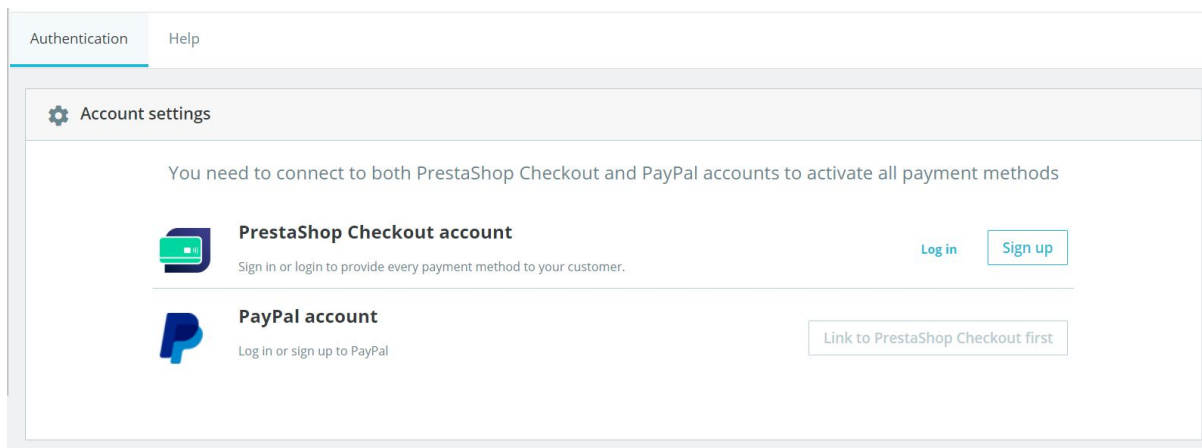 Authentication Help
Account settings
You need to connect to both PrestaShop Checkout and PayPal accounts to activate all payment methods
PrestaShop Checkout account
Sign in or login to provide every payment method to your customer.
Log in Sign up
PayPal account
Log in or sign up to PayPal
Link to PrestaShop Checkout first